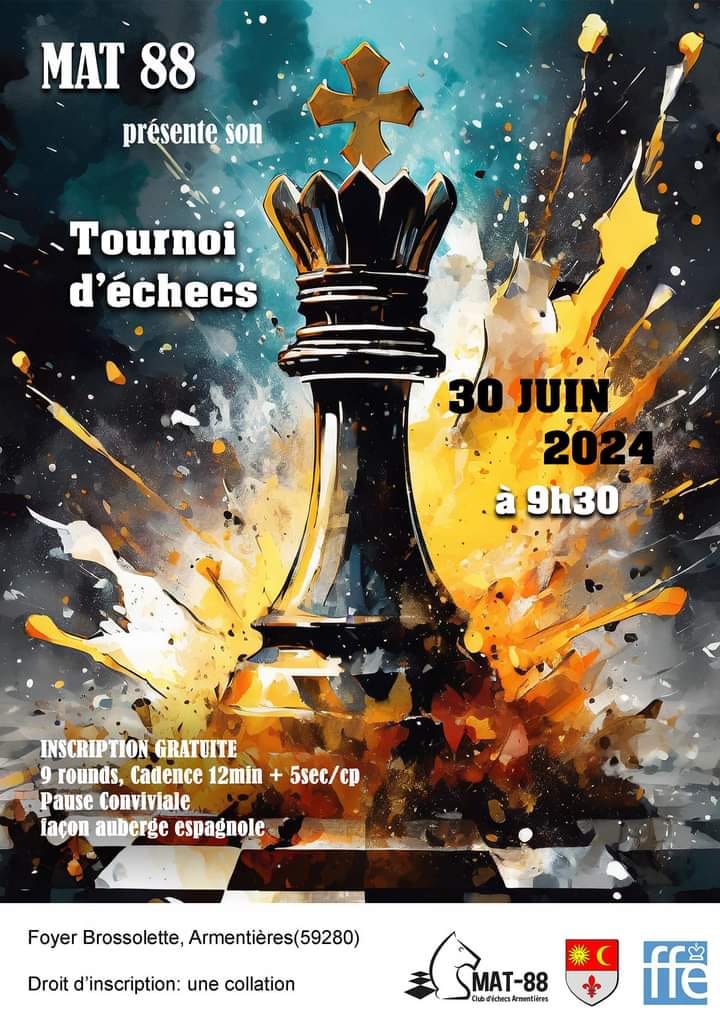 MAT 88
présente son
Tournoi
d'échecs
30 JUIN
2024
à 9h30
INSCRIPTION GRATUITE
9 rounds, Cadence 12min + 5sec/cp
Pause Conviviale
façon auberge espagnole
Foyer Brossolette, Armentières(59280)
Droit d'inscription: une collation
MAT-88
Club d'échecs Armentières
ffe